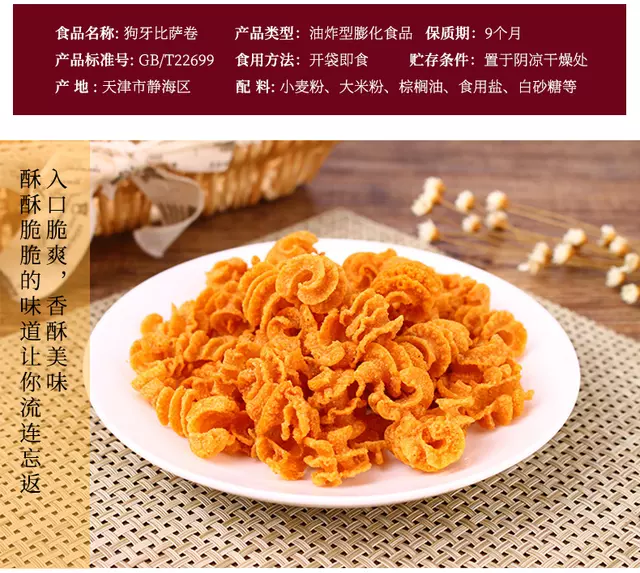 食品名称: 狗牙比萨卷 产品类型: 油炸型膨化食品 保质期: 9个月
产品标准号: GB/T22699 食用方法: 开袋即食 贮存条件: 置于阴凉干燥处
产 地 : 天津市静海区 配 料: 小麦粉、大米粉、棕榈油、食用盐、白砂糖等
入口脆爽，香酥美味
酥酥脆脆的味道让你流连忘返